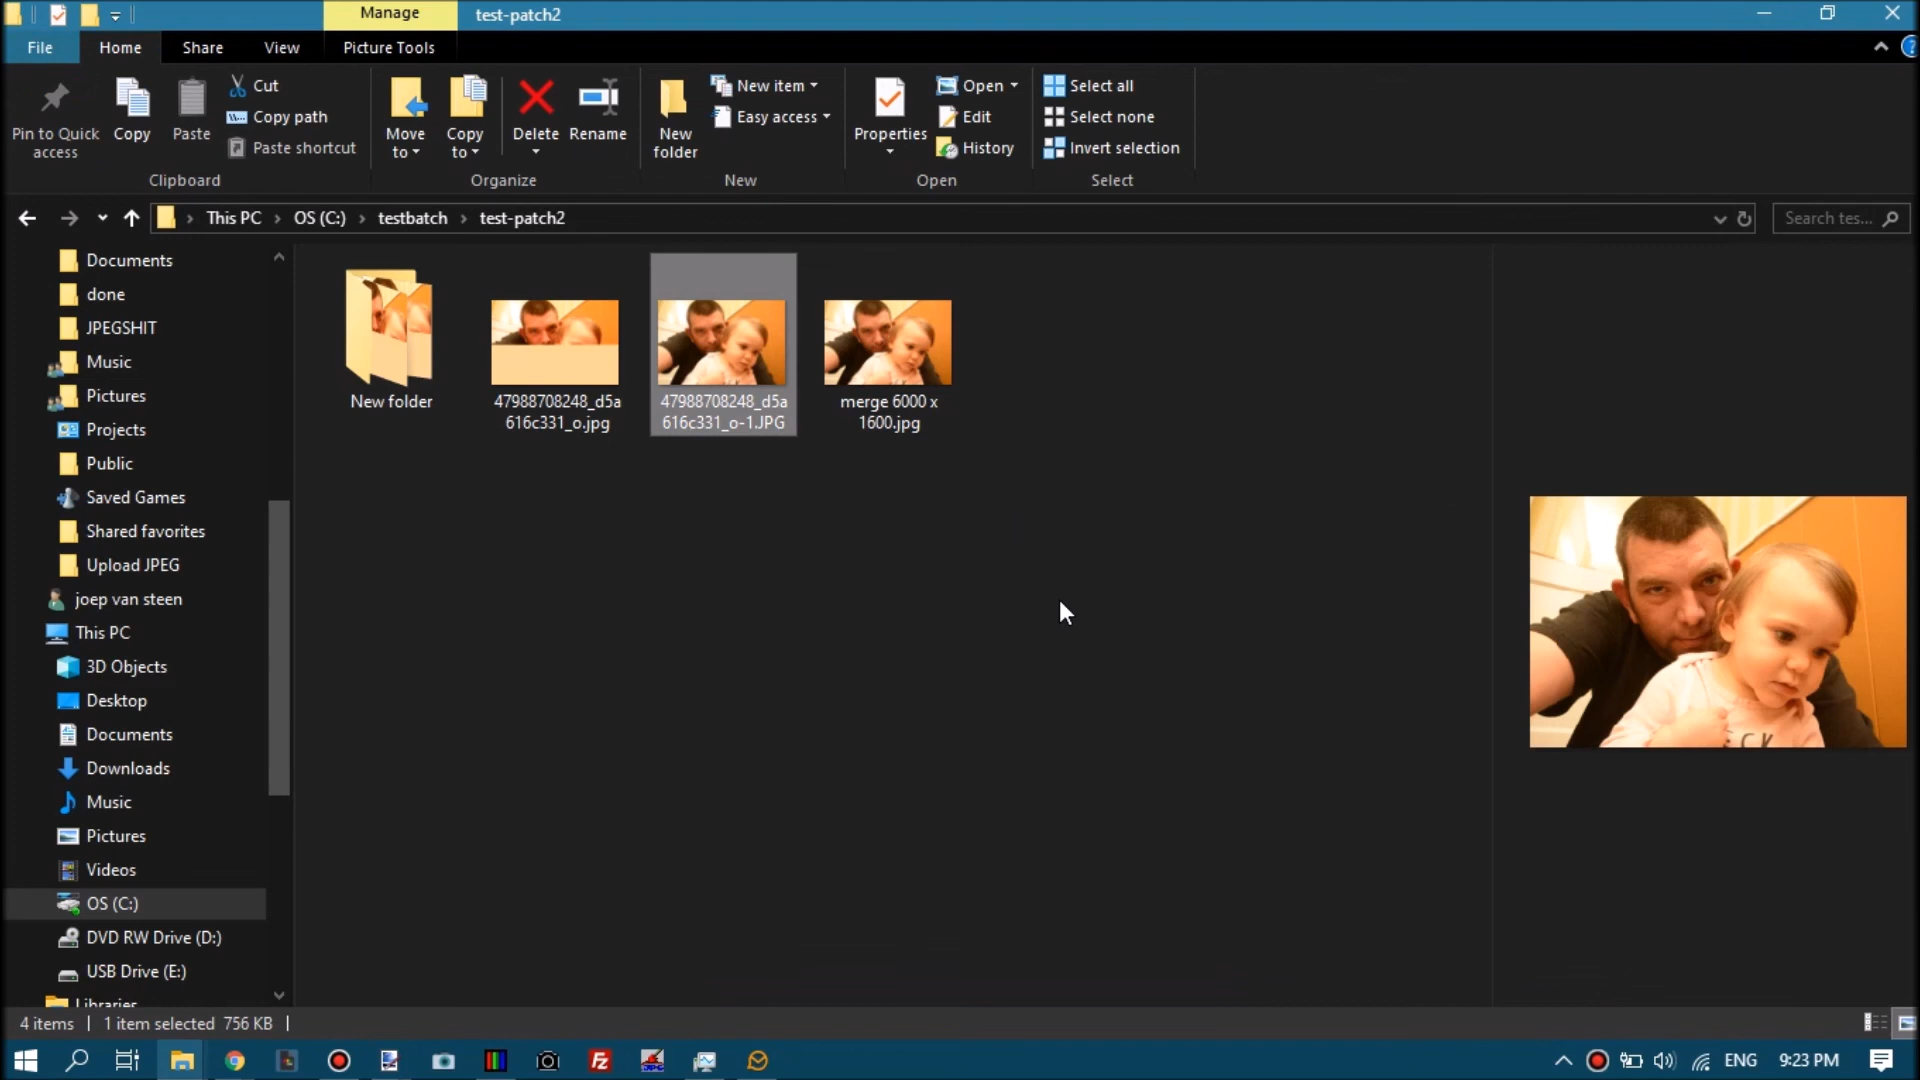 Manage
test-patch2
File
Home
Share
View
Picture Tools
Pin to Quick
access
Copy
Paste
Cut
Copy path
Paste shortcut
Clipboard
Move
to
Copy
to
Delete
Rename
Organize
New
folder
New item
Easy access
New
Properties
Open
Edit
History
Open
Select all
Select none
Invert selection
Select
This PC
OS (C:)
testbatch
test-patch2
Search tes...
Documents
done
JPEGSHIT
Music
Pictures
Projects
Public
Saved Games
Shared favorites
Upload JPEG
joep van steen
This PC
3D Objects
Desktop
Documents
Downloads
Music
Pictures
Videos
OS (C:)
DVD RW Drive (D:)
USB Drive (E:)
Libraries
New folder
47988708248_d5a
616c331_o.jpg
47988708248_d5a
616c331_o-1.JPG
merge 6000 x
1600.jpg
4 items
1 item selected 756 KB
ENG
9:23 PM